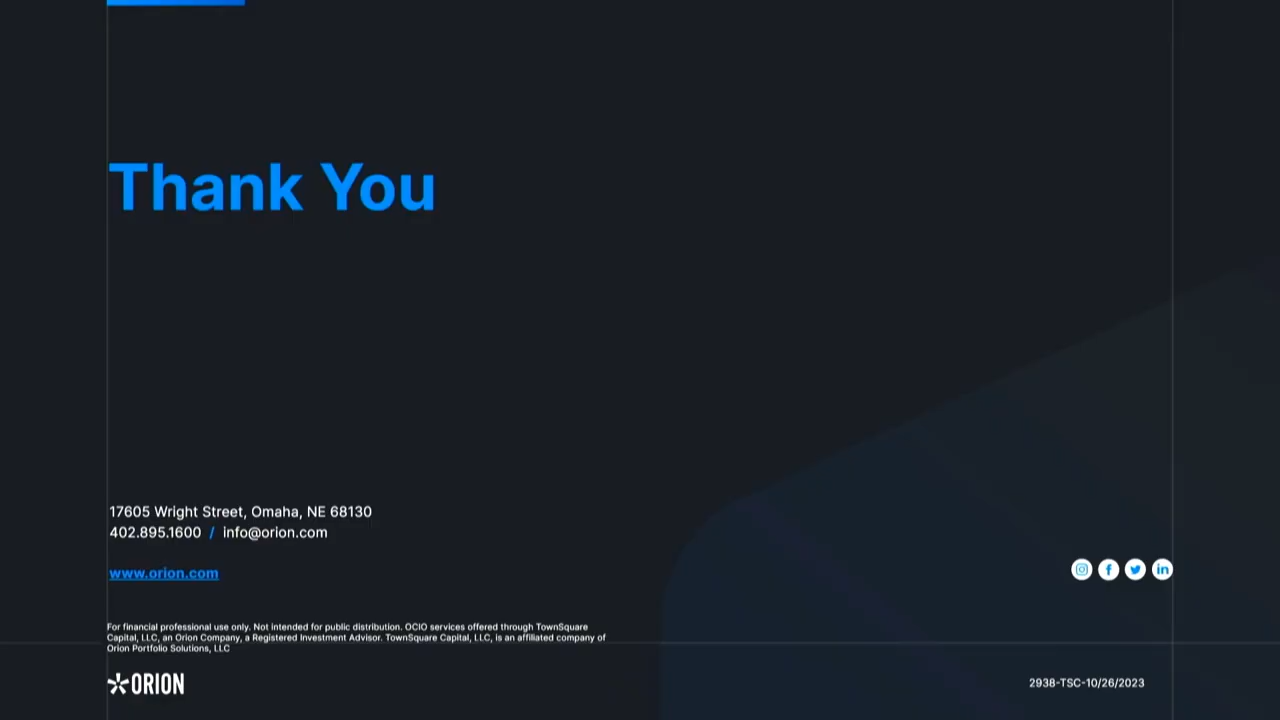 Thank You
17605 Wright Street, Omaha, NE 68130
402.895.1600 / info@orion.com
www.orion.com
For financial professional use only. Not intended for public distribution. OCIO services offered through TownSquare
Capital, LLC, an Orion Company, a Registered Investment Advisor. TownSquare Capital, LLC, is an affiliated company of
Orion Portfolio Solutions, LLC
ORION
2938-TSC-10/26/2023